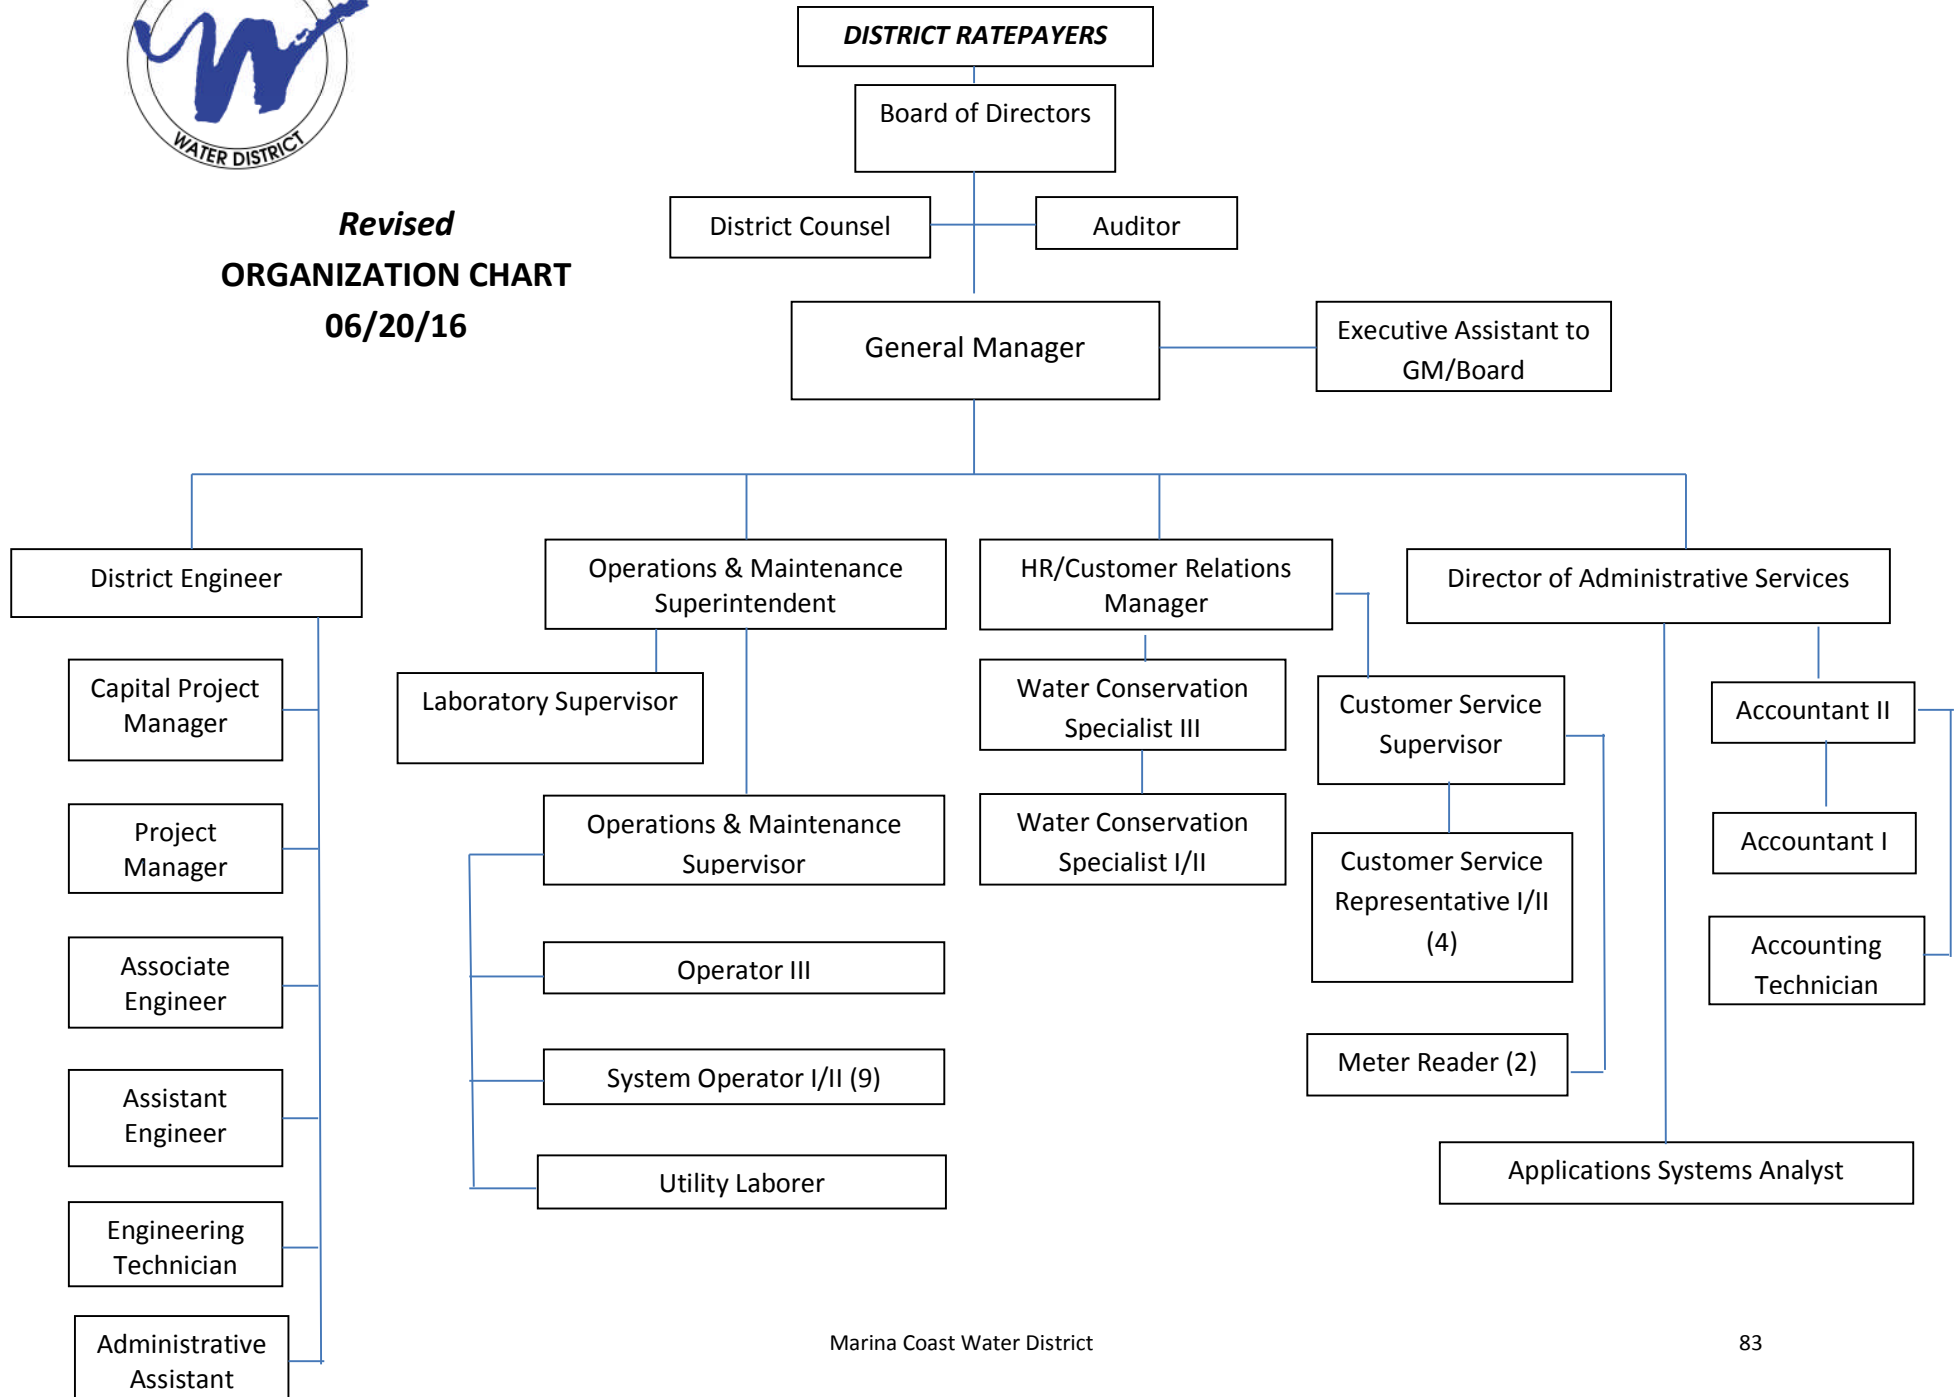 WATER DISTRICT
Revised
ORGANIZATION CHART
06/20/16
DISTRICT RATEPAYERS
Board of Directors
District Counsel
Auditor
General Manager
Executive Assistant to
GM/Board
District Engineer
Capital Project
Manager
Project
Manager
Associate
Engineer
Assistant
Engineer
Engineering
Technician
Administrative
Assistant
Operations & Maintenance
Superintendent
Laboratory Supervisor
Operations & Maintenance
Supervisor
Operator III
System Operator I/II (9)
Utility Laborer
HR/Customer Relations
Manager
Water Conservation
Specialist III
Water Conservation
Specialist I/II
Customer Service
Supervisor
Customer Service
Representative I/II
(4)
Meter Reader (2)
Director of Administrative Services
Accountant II
Accountant I
Accounting
Technician
Applications Systems Analyst
Marina Coast Water District
83